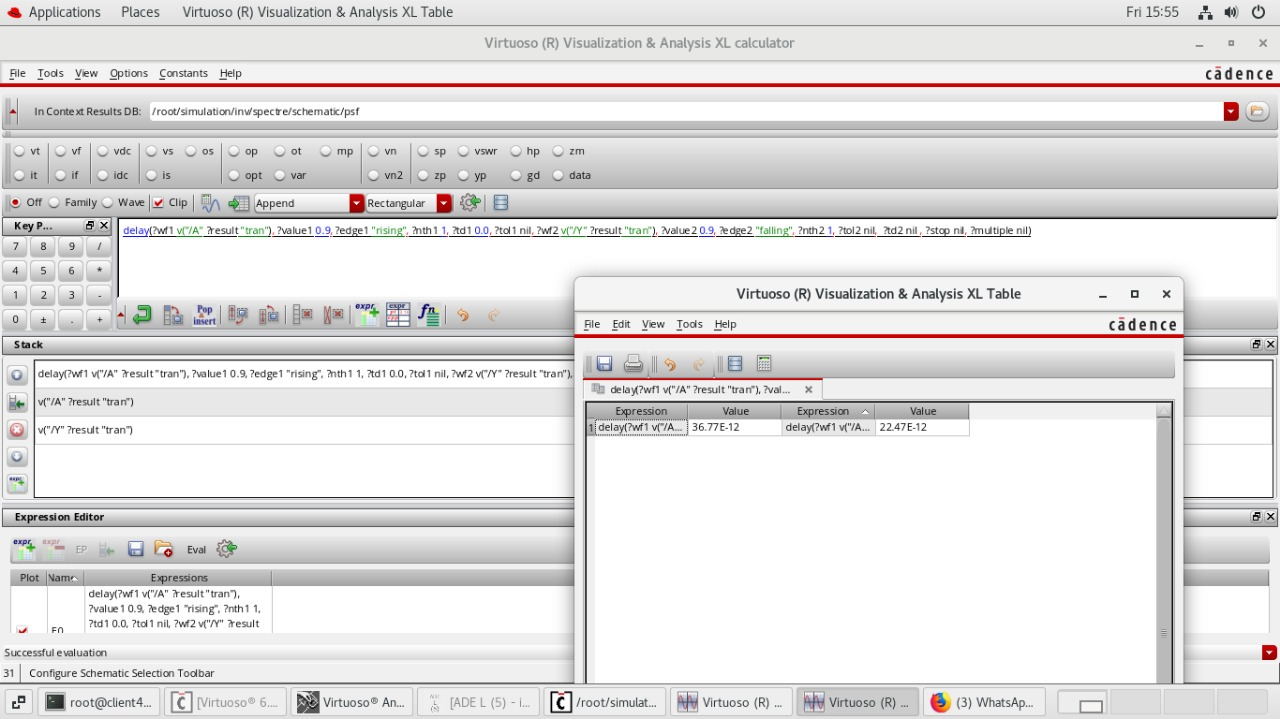 Applications Places Virtuoso (R) Visualization & Analysis XL Table Fri 15:55
Virtuoso (R) Visualization & Analysis XL calculator
File Tools View Options Constants Help cādence
In Context Results DB: /root/simulation/inv/spectre/schematic/psf
vt vf vdc vs os op ot mp vn sp vswr hp zm
it if idc is opt var vn2 zp yp gd data
Off Family Wave Clip Append Rectangular
Key P...
delay(?wf1 v("/A" ?result "tran"), ?value1 0.9, ?edge1 "rising", ?nth1 1, ?td1 0.0, ?tol1 nil, ?wf2 v("/Y" ?result "tran"), ?value2 0.9, ?edge2 "falling", ?nth2 1, ?tol2 nil, ?td2 nil , ?stop nil, ?multiple nil)
7 8 9 /
4 5 6 *
1 2 3 -
0 ± . +
Pop insert expr expr fn
Stack
delay(?wf1 v("/A" ?result "tran"), ?value1 0.9, ?edge1 "rising", ?nth1 1, ?td1 0.0, ?tol1 nil, ?wf2 v("/Y" ?result "tran"),
v("/A" ?result "tran")
v("/Y" ?result "tran")
expr
Expression Editor
expr expr EP Eval
Plot Name Expressions
delay(?wf1 v("/A" ?result "tran"),
?value1 0.9, ?edge1 "rising", ?nth1 1,
?td1 0.0, ?tol1 nil, ?wf2 v("/Y" ?result
Successful evaluation
31 Configure Schematic Selection Toolbar
Virtuoso (R) Visualization & Analysis XL Table
File Edit View Tools Help cādence
delay(?wf1 v("/A" ?result "tran"), ?val...
Expression Value Expression Value
1 delay(?wf1 v("/A... 36.77E-12 delay(?wf1 v("/A... 22.47E-12
root@client4... [Virtuoso® 6.... Virtuoso® An... [ADE L (5) - i... /root/simulat... Virtuoso (R) ... Virtuoso (R) ... (3) WhatsAp...